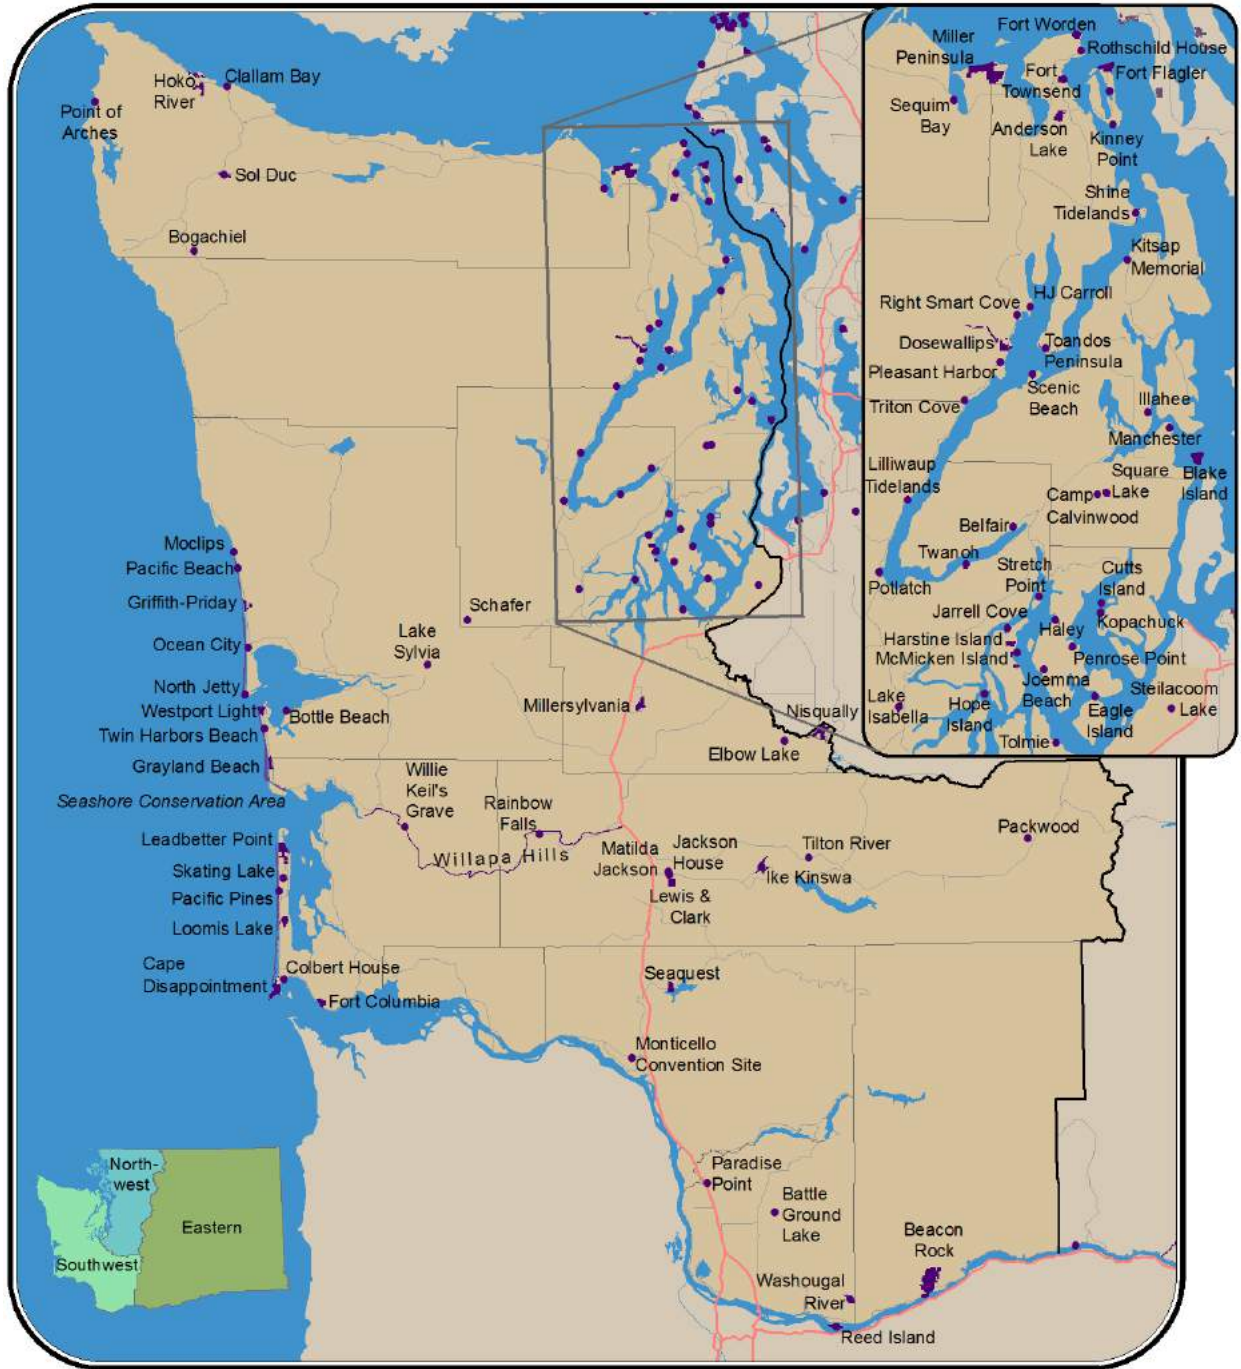 Hoko
River
Clallam Bay
Point of
Arches
Sol Duc
Bogachiel
Moclips
Pacific Beach
Griffith-Priday
Ocean City
North Jetty
Westport Light
Bottle Beach
Twin Harbors Beach
Grayland Beach
Seashore Conservation Area
Leadbetter Point
Skating Lake
Pacific Pines
Loomis Lake
Cape
Disappointment
Colbert House
Fort Columbia
Schafer
Lake
Sylvia
Millersylvania
Nisqually
Elbow Lake
Willie
Keil's
Grave
Rainbow
Falls
Willapa Hills
Matilda
Jackson
Jackson
House
Lewis &
Clark
Tilton River
Ike Kinswa
Packwood
Seaquest
Monticello
Convention Site
Paradise
Point
Battle
Ground
Lake
Beacon
Rock
Washougal
River
Reed Island
Fort Worden
Miller
Peninsula
Rothschild House
Fort
Townsend
Fort Flagler
Sequim
Bay
Anderson
Lake
Kinney
Point
Shine
Tidelands
Kitsap
Memorial
Right Smart Cove
HJ Carroll
Dosewallips
Toandos
Peninsula
Pleasant Harbor
Scenic
Beach
Triton Cove
Illahee
Manchester
Blake
Island
Lilliwaup
Tidelands
Square
Lake
Camp
Calvinwood
Belfair
Twanoh
Stretch
Point
Cutts
Island
Potlatch
Jarrell Cove
Haley
Kopachuck
Harstine Island
McMicken Island
Penrose Point
Joemma
Beach
Steilacoom
Lake
Lake
Isabella
Hope
Island
Eagle
Island
Tolmie
North-
west
Eastern
Southwest